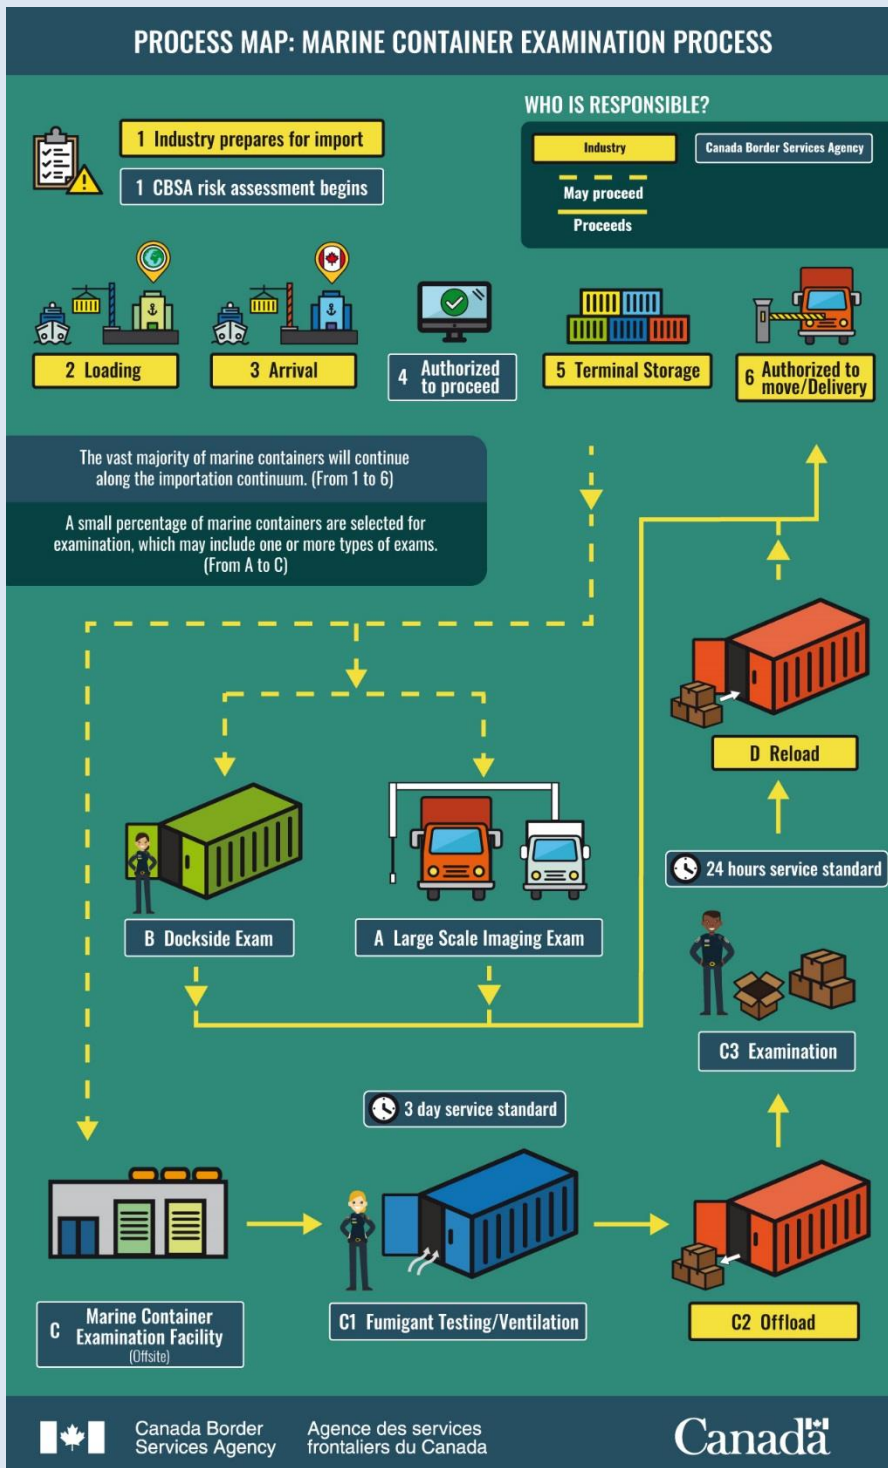 PROCESS MAP: MARINE CONTAINER EXAMINATION PROCESS
1 Industry prepares for import
1 CBSA risk assessment begins
WHO IS RESPONSIBLE?
Industry
Canada Border Services Agency
May proceed
Proceeds
2 Loading
3 Arrival
4 Authorized
to proceed
5 Terminal Storage
6 Authorized to
move/Delivery
The vast majority of marine containers will continue
along the importation continuum. (From 1 to 6)
A small percentage of marine containers are selected for
examination, which may include one or more types of exams.
(From A to C)
D Reload
24 hours service standard
B Dockside Exam
A Large Scale Imaging Exam
C3 Examination
3 day service standard
C Marine Container
Examination Facility
(Offsite)
C1 Fumigant Testing/Ventilation
C2 Offload
Canada Border
Services Agency
Agence des services
frontaliers du Canada
Canada